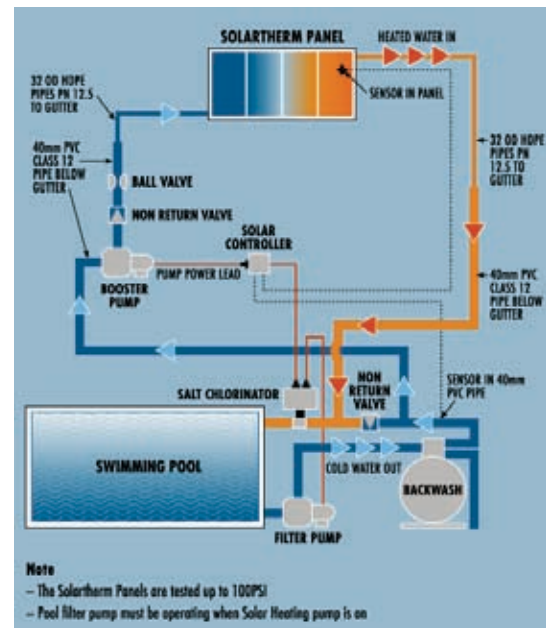 SOLARTHERM PANEL
HEATED WATER IN
SENSOR IN PANEL
32 OD HDPE
PIPES PN 12.5
TO GUTTER
40mm PVC
CLASS 12
PIPE BELOW
GUTTER
BALL VALVE
NON RETURN VALVE
SOLAR
CONTROLLER
PUMP POWER LEAD
BOOSTER
PUMP
32 OD HDPE
PIPES PN
12.5 TO
GUTTER
40mm PVC
CLASS 12
PIPE BELOW
GUTTER
SALT CHLORINATOR
NON
RETURN
VALVE
SENSOR IN 40mm
PVC PIPE
SWIMMING POOL
COLD WATER OUT
BACKWASH
FILTER PUMP
Note
– The Solartherm Panels are tested up to 100PSI
– Pool filter pump must be operating when Solar Heating pump is on